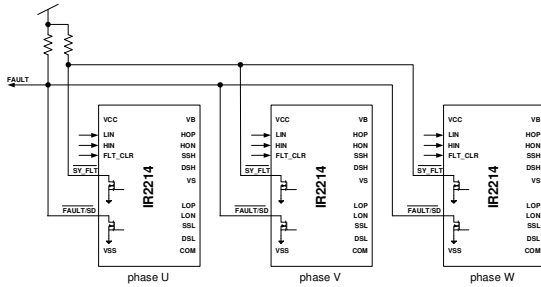 FAULT
VCC
LIN
HIN
FLT_CLR
SY_FLT
FAULT/SD
VSS
IR2214
VB
HOP
HON
SSH
DSH
VS
LOP
LON
SSL
DSL
COM
phase U
VCC
LIN
HIN
FLT_CLR
SY_FLT
FAULT/SD
VSS
IR2214
VB
HOP
HON
SSH
DSH
VS
LOP
LON
SSL
DSL
COM
phase V
VCC
LIN
HIN
FLT_CLR
SY_FLT
FAULT/SD
VSS
IR2214
VB
HOP
HON
SSH
DSH
VS
LOP
LON
SSL
DSL
COM
phase W